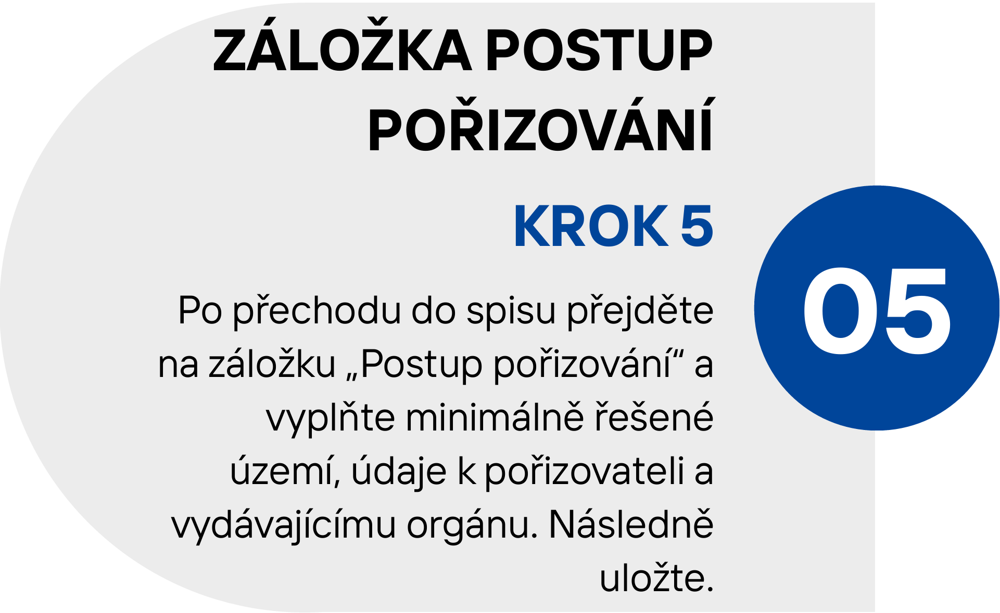 ZÁLOŽKA POSTUP
POŘIZOVÁNÍ
KROK 5
05
Po přechodu do spisu přejděte
na záložku „Postup pořizování“ a
vyplňte minimálně řešené
území, údaje k pořizovateli a
vydávajícímu orgánu. Následně
uložte.